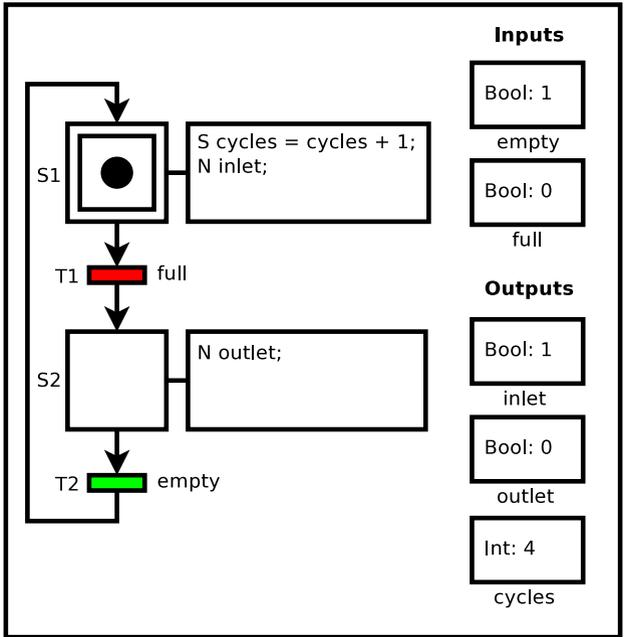 Inputs
Bool: 1
empty
Bool: 0
full
S1
S cycles = cycles + 1;
N inlet;
T1
full
S2
N outlet;
T2
empty
Outputs
Bool: 1
inlet
Bool: 0
outlet
Int: 4
cycles